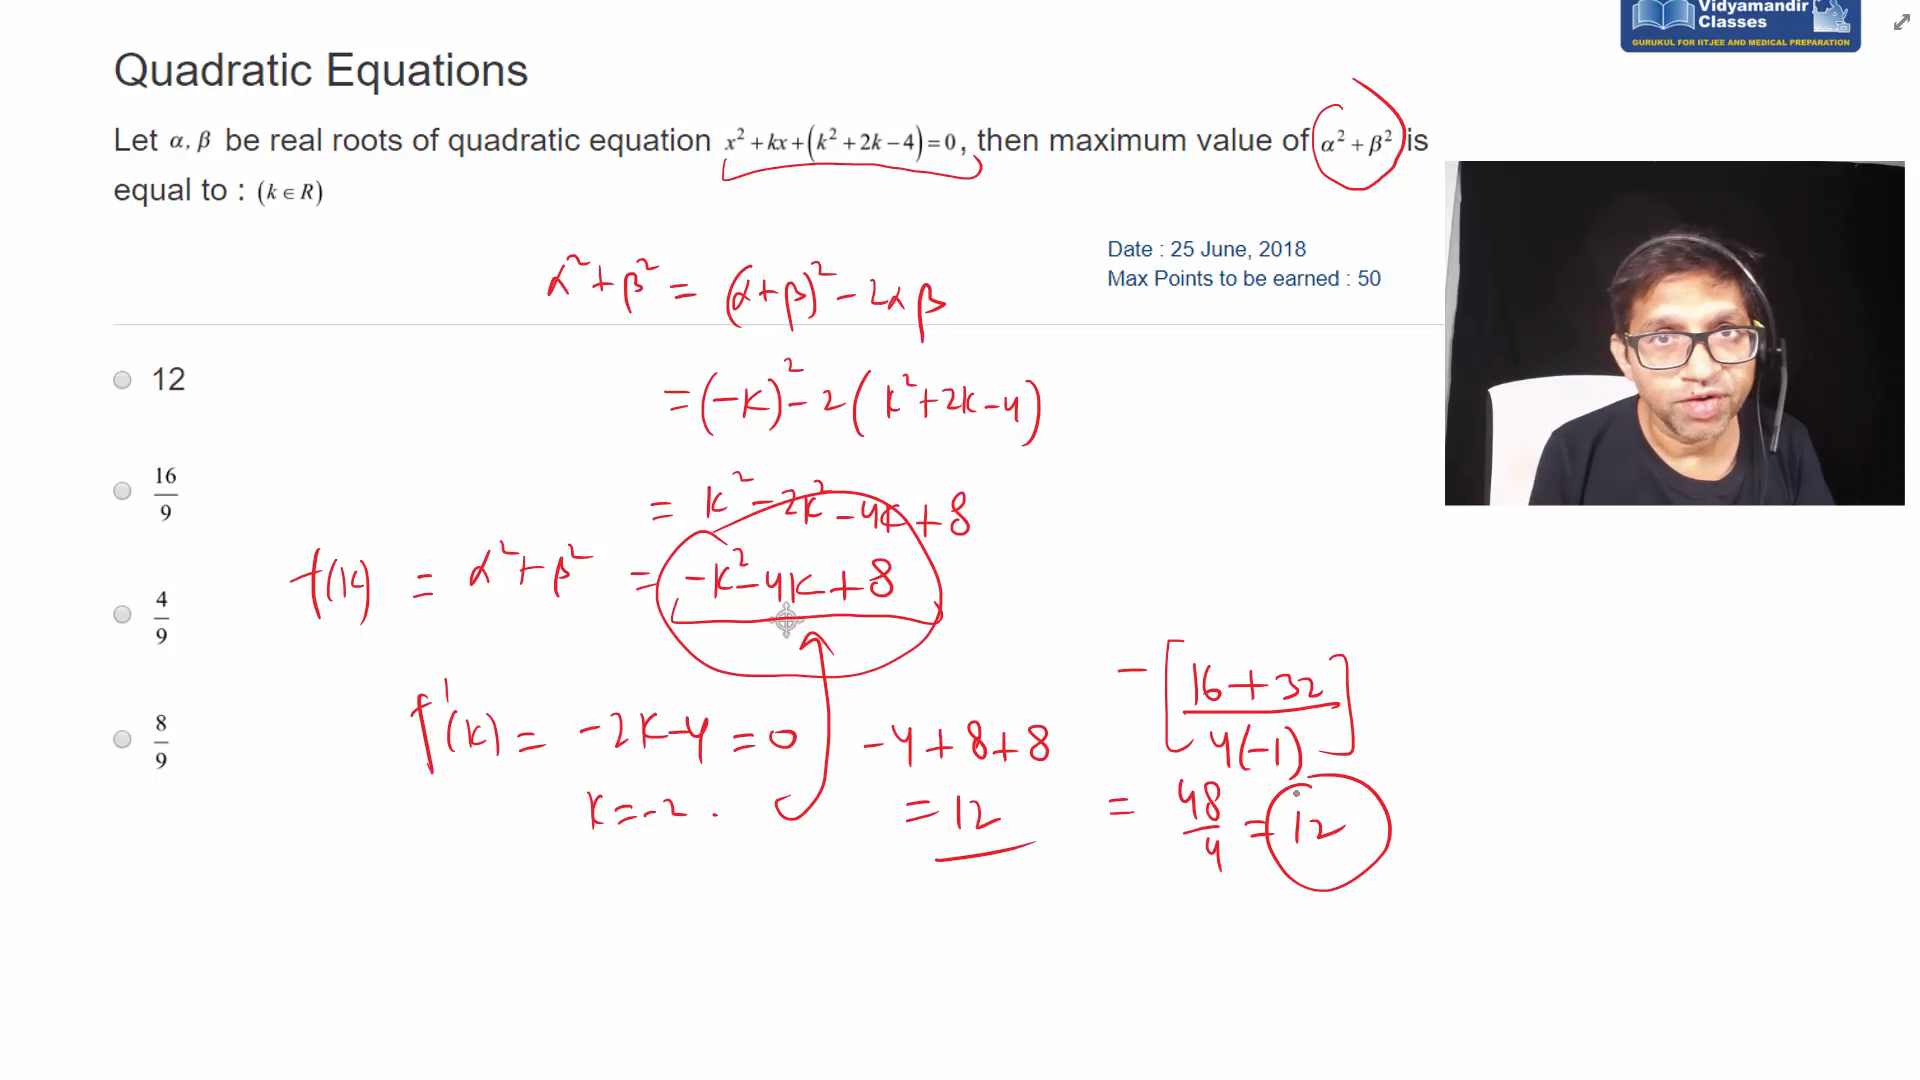 Vidyamandir
Classes
GURUKUL FOR IITJEE AND MEDICAL PREPARATION
Quadratic Equations
Let α, β be real roots of quadratic equation x² + kx + (k² + 2k − 4) = 0, then maximum value of α² + β² is
equal to : (k ∈ R)
Date : 25 June, 2018
Max Points to be earned : 50
α² + β² = (α+β)² − 2αβ
= (−k)² − 2(k² + 2k − 4)
= k² − 2k² − 4k + 8
f(k) = α² + β² = −k² − 4k + 8
f'(k) = −2k − 4 = 0
k = −2 .
−4 + 8 + 8
= 12
− [16 + 32 / 4(−1)]
= 48/4 = 12
12
16/9
4/9
8/9